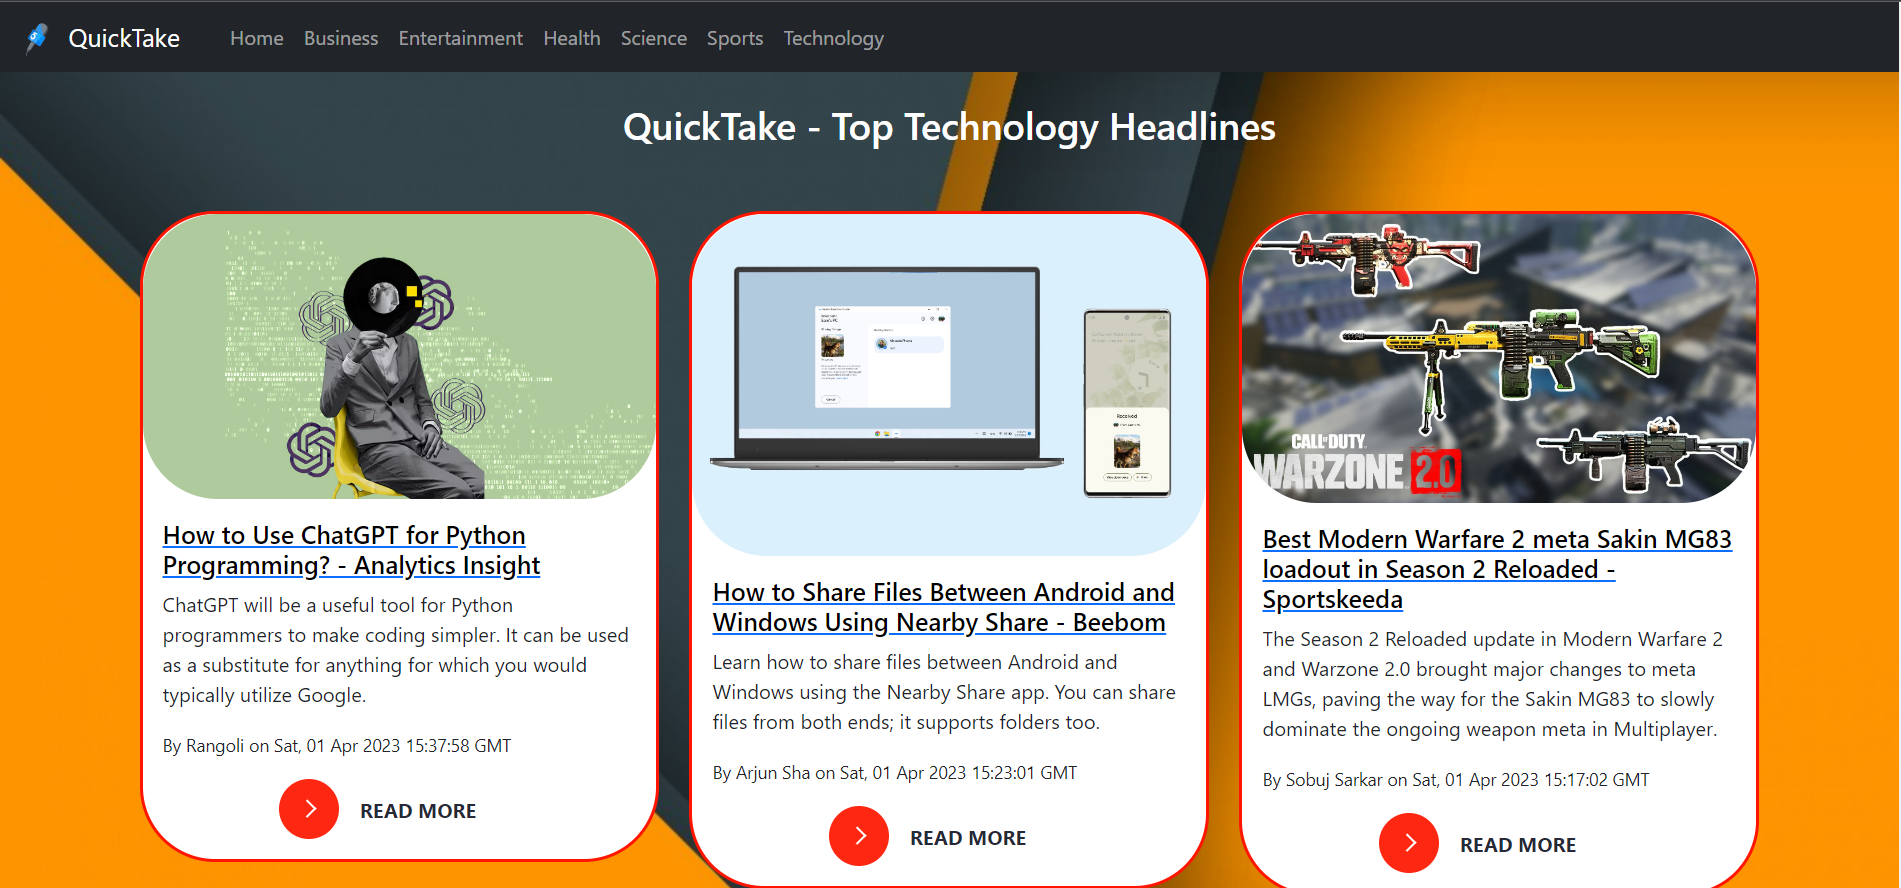 QuickTake
Home Business Entertainment Health Science Sports Technology
QuickTake - Top Technology Headlines
How to Use ChatGPT for Python
Programming? - Analytics Insight
ChatGPT will be a useful tool for Python
programmers to make coding simpler. It can be used
as a substitute for anything for which you would
typically utilize Google.
By Rangoli on Sat, 01 Apr 2023 15:37:58 GMT
READ MORE
Received
How to Share Files Between Android and
Windows Using Nearby Share - Beebom
Learn how to share files between Android and
Windows using the Nearby Share app. You can share
files from both ends; it supports folders too.
By Arjun Sha on Sat, 01 Apr 2023 15:23:01 GMT
READ MORE
CALL OF DUTY
WARZONE 2.0
Best Modern Warfare 2 meta Sakin MG83
loadout in Season 2 Reloaded -
Sportskeeda
The Season 2 Reloaded update in Modern Warfare 2
and Warzone 2.0 brought major changes to meta
LMGs, paving the way for the Sakin MG83 to slowly
dominate the ongoing weapon meta in Multiplayer.
By Sobuj Sarkar on Sat, 01 Apr 2023 15:17:02 GMT
READ MORE